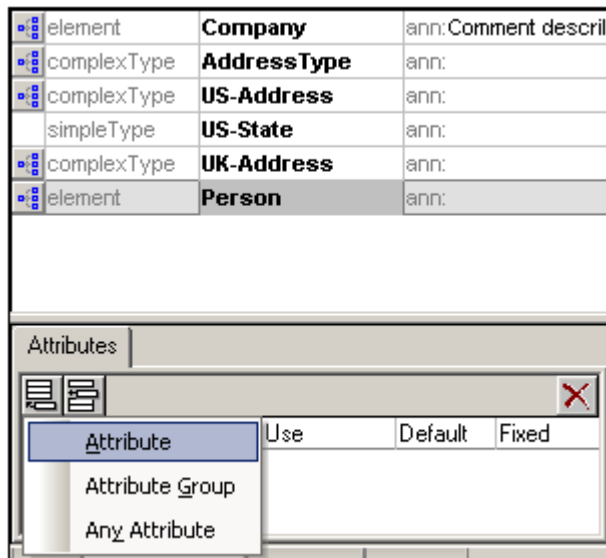 element Company ann:Comment descri
complexType AddressType ann:
complexType US-Address ann:
simpleType US-State ann:
complexType UK-Address ann:
element Person ann:
Attributes
Use Default Fixed
Attribute
Attribute Group
Any Attribute